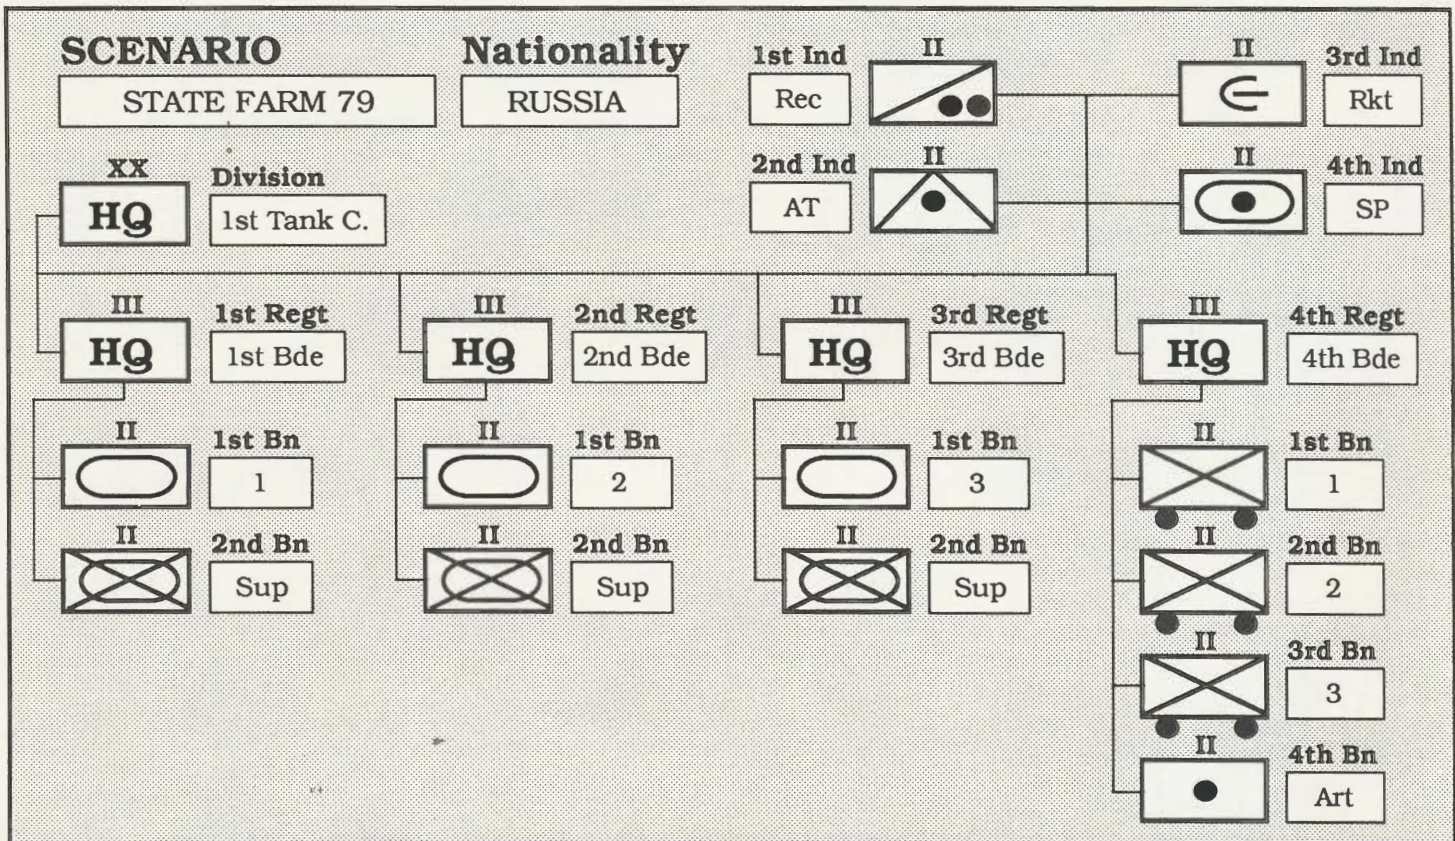 SCENARIO
STATE FARM 79
Nationality
RUSSIA
1st Ind
Rec
II
II
3rd Ind
Rkt
2nd Ind
AT
II
II
4th Ind
SP
XX
HQ
Division
1st Tank C.
III
HQ
1st Regt
1st Bde
III
HQ
2nd Regt
2nd Bde
III
HQ
3rd Regt
3rd Bde
III
HQ
4th Regt
4th Bde
II
1st Bn
1
II
1st Bn
2
II
1st Bn
3
II
1st Bn
1
II
2nd Bn
Sup
II
2nd Bn
Sup
II
2nd Bn
Sup
II
2nd Bn
2
II
3rd Bn
3
II
4th Bn
Art